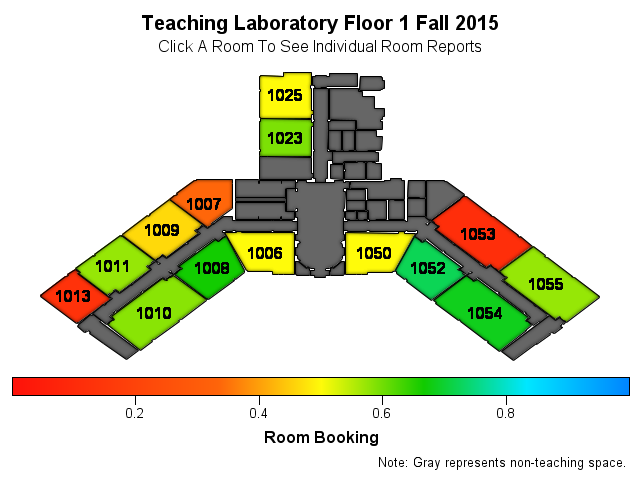 Teaching Laboratory Floor 1 Fall 2015
Click A Room To See Individual Room Reports
1025
1023
1007
1009
1053
1006
1050
1011
1008
1052
1055
1013
1010
1054
0.2 0.4 0.6 0.8
Room Booking
Note: Gray represents non-teaching space.